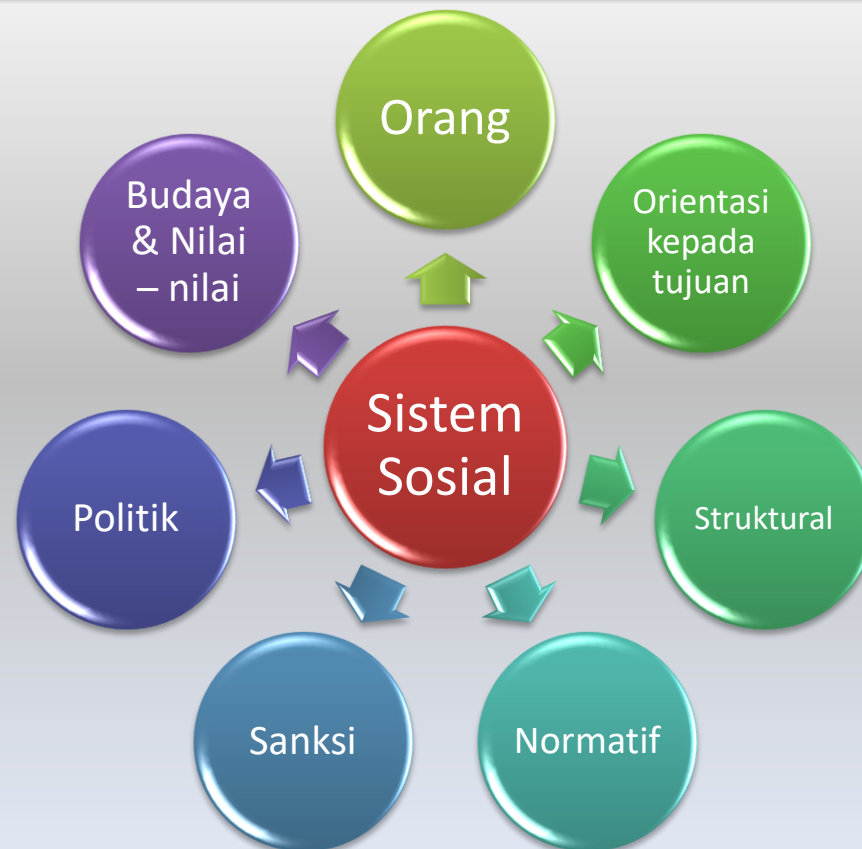 Orang
Orientasi
kepada
tujuan
Struktural
Normatif
Sanksi
Politik
Budaya
& Nilai
– nilai
Sistem
Sosial